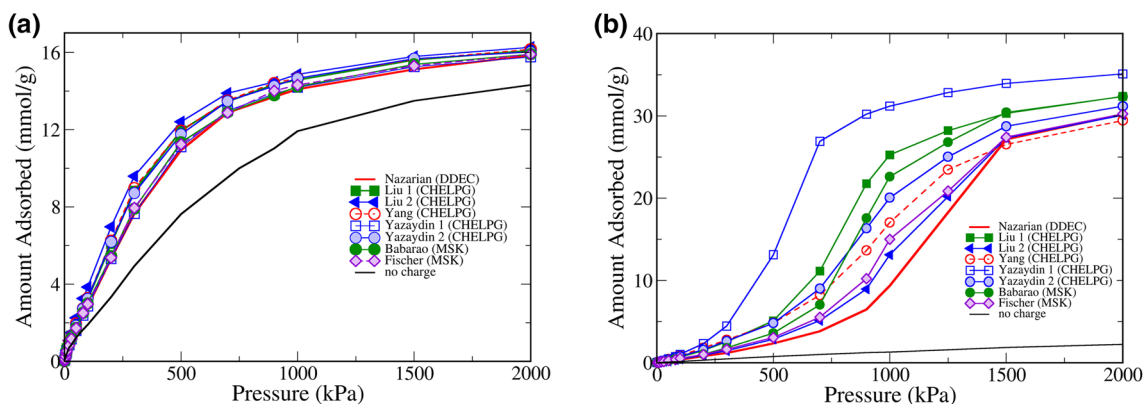 (a)
16
12
8
4
0
Amount Adsorbed (mmol/g)
Nazarian (DDEC)
Liu 1 (CHELPG)
Liu 2 (CHELPG)
Yang (CHELPG)
Yazaydin 1 (CHELPG)
Yazaydin 2 (CHELPG)
Babarao (MSK)
Fischer (MSK)
no charge
0 500 1000 1500 2000
Pressure (kPa)
(b)
40
30
20
10
0
Amount Adsorbed (mmol/g)
Nazarian (DDEC)
Liu 1 (CHELPG)
Liu 2 (CHELPG)
Yang (CHELPG)
Yazaydin 1 (CHELPG)
Yazaydin 2 (CHELPG)
Babarao (MSK)
Fischer (MSK)
no charge
0 500 1000 1500 2000
Pressure (kPa)